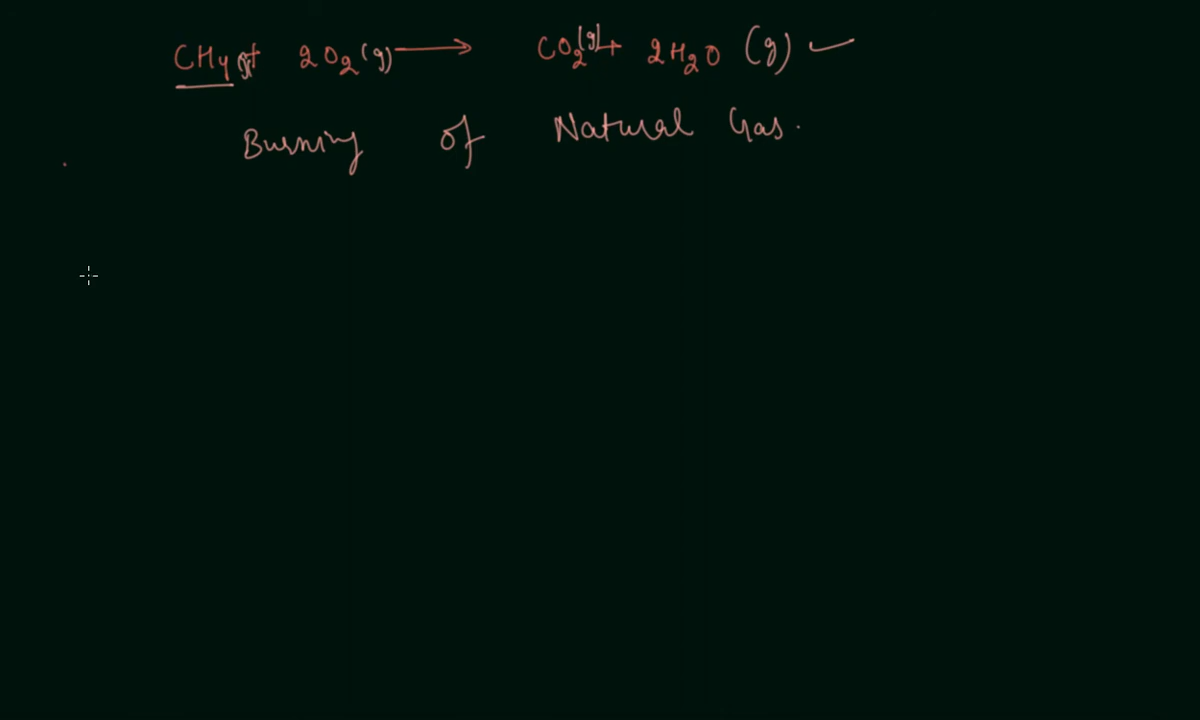 CH4(g) + 2O2(g) → CO2(g) + 2H2O (g) ✓
Burning of Natural Gas.